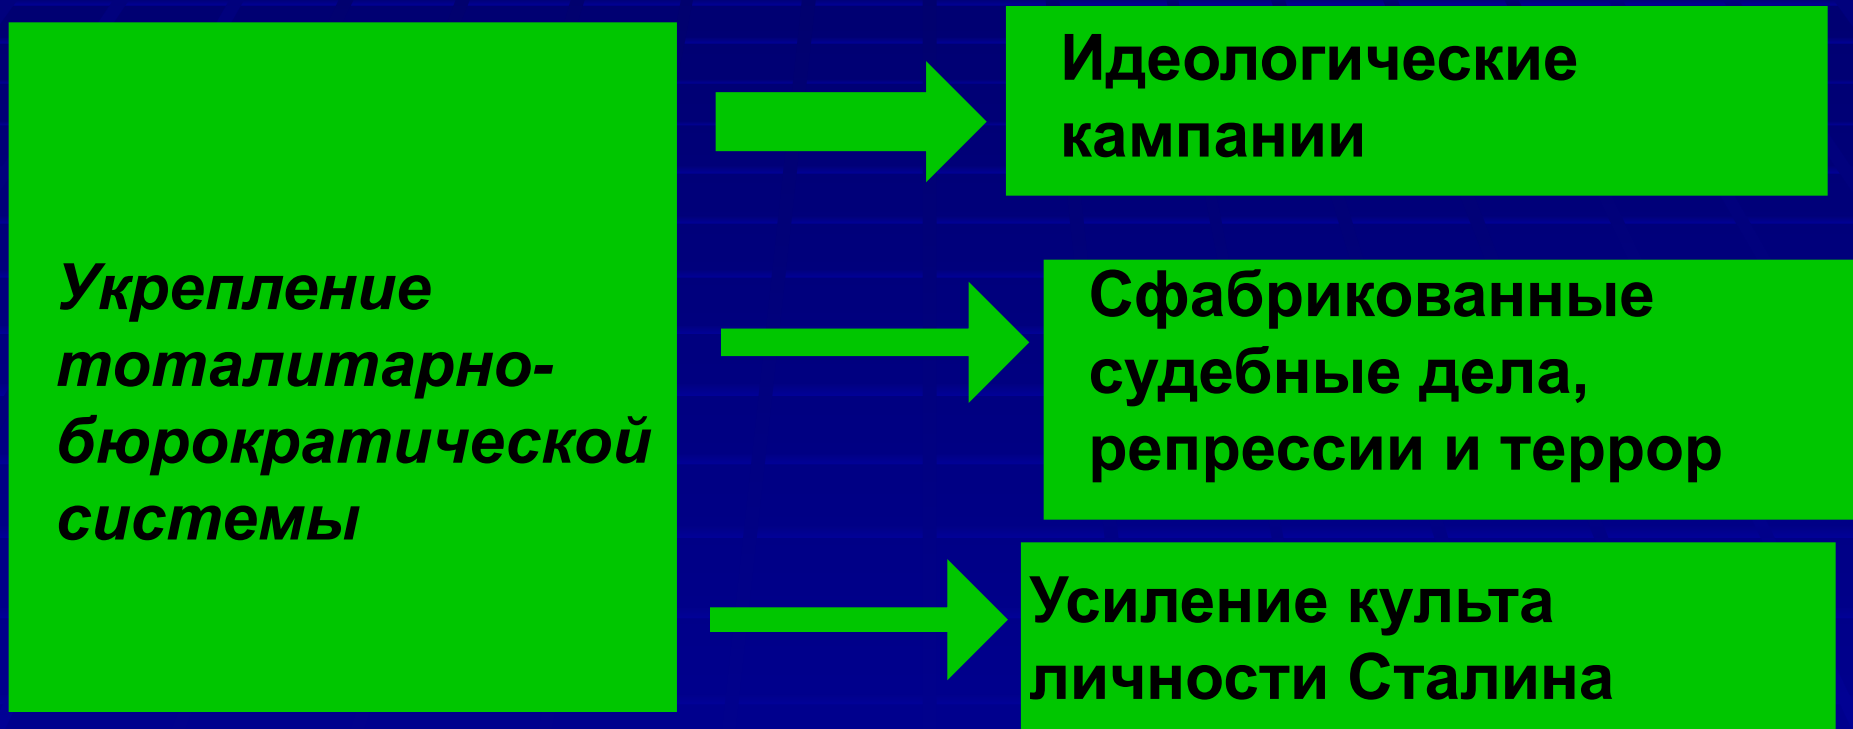 Укрепление
тоталитарно-
бюрократической
системы
Идеологические
кампании
Сфабрикованные
судебные дела,
репрессии и террор
Усиление культа
личности Сталина